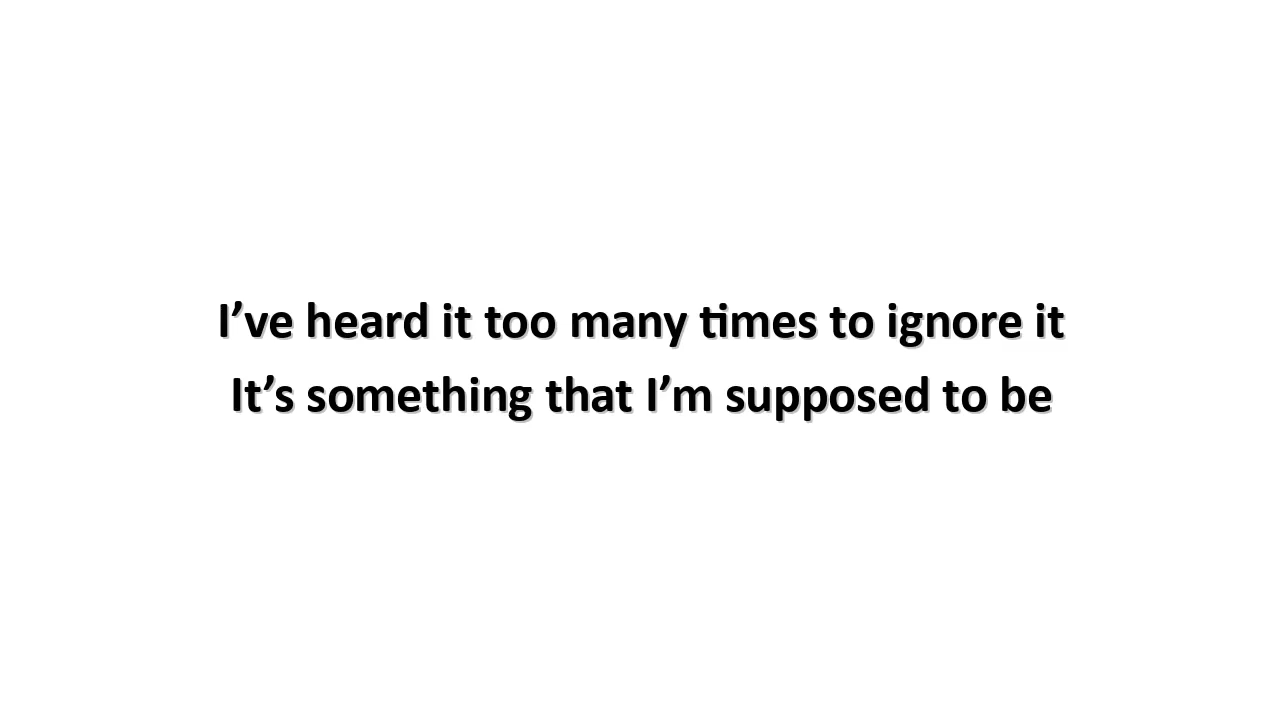 I’ve heard it too many times to ignore it
It’s something that I’m supposed to be